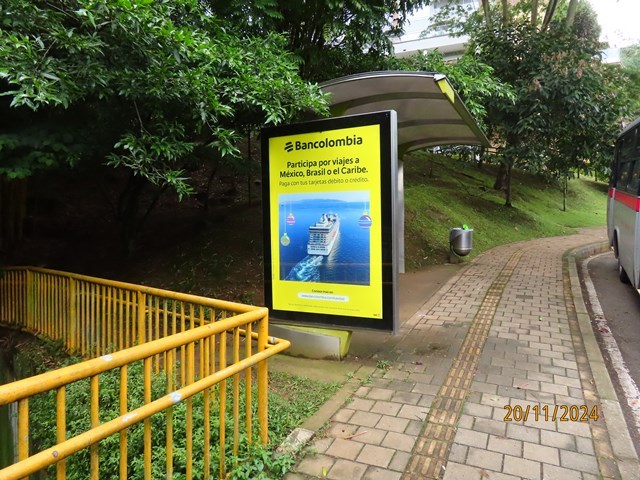 Bancolombia
Participa por viajes a
México, Brasil o el Caribe.
Paga con tus tarjetas débito o crédito.
20/11/2024